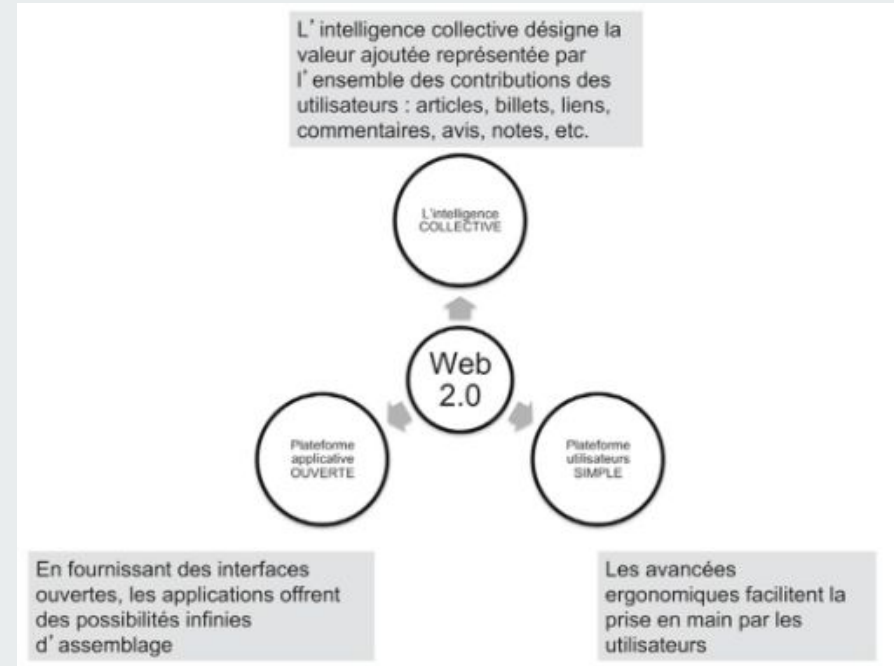 L’intelligence collective désigne la
valeur ajoutée représentée par
l’ensemble des contributions des
utilisateurs : articles, billets, liens,
commentaires, avis, notes, etc.
L'intelligence
COLLECTIVE
Web
2.0
Plateforme
applicative
OUVERTE
Plateforme
utilisateurs
SIMPLE
En fournissant des interfaces
ouvertes, les applications offrent
des possibilités infinies
d’assemblage
Les avancées
ergonomiques facilitent la
prise en main par les
utilisateurs